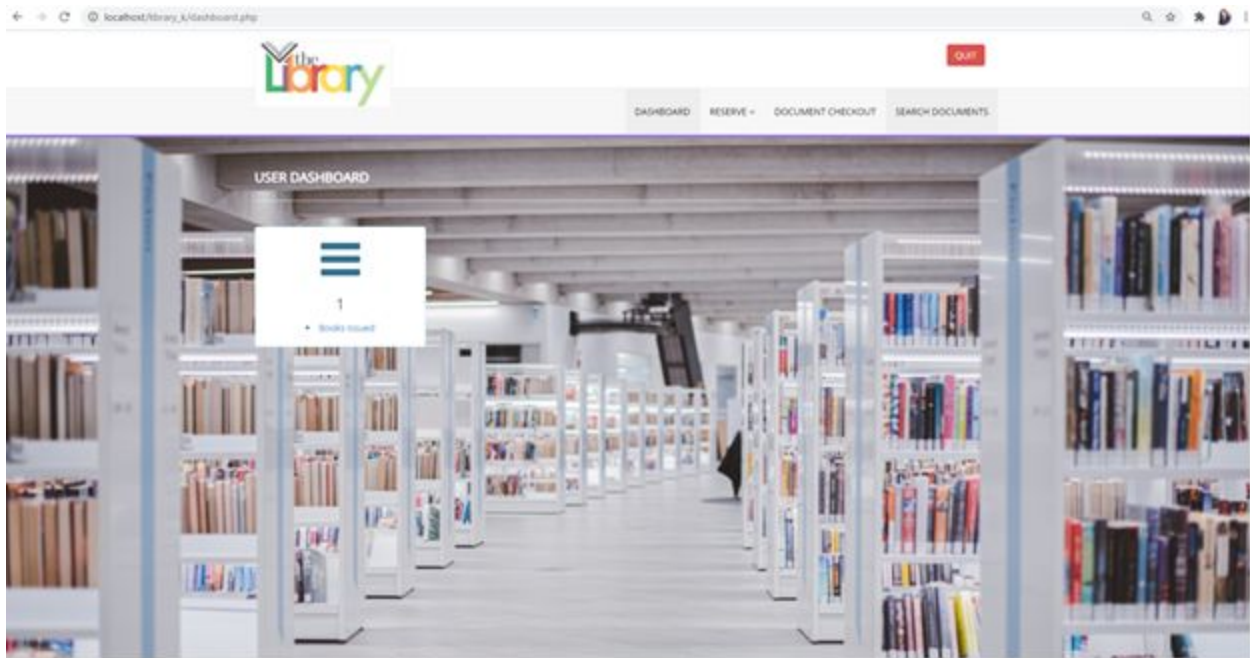 localhost/library_k/dashboard.php
the
Library
QUIT
DASHBOARD RESERVE DOCUMENT CHECKOUT SEARCH DOCUMENTS
USER DASHBOARD
1
Books Issued